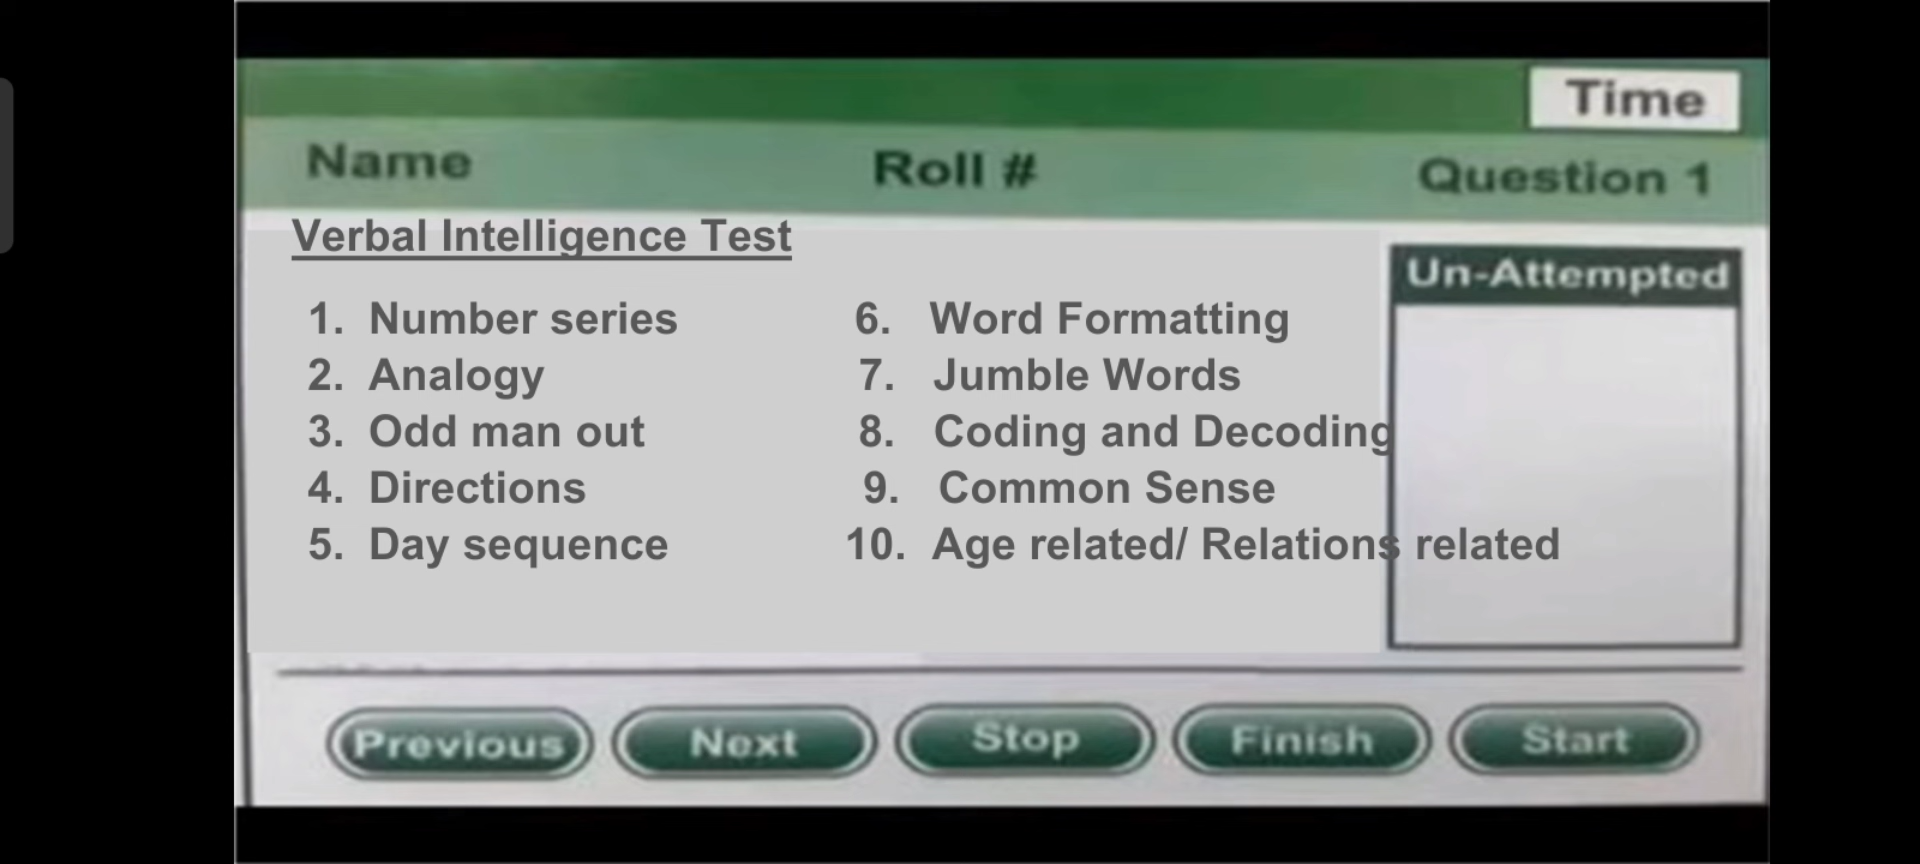 Time
Name Roll # Question 1
Verbal Intelligence Test
Un-Attempted
1. Number series
2. Analogy
3. Odd man out
4. Directions
5. Day sequence
6. Word Formatting
7. Jumble Words
8. Coding and Decoding
9. Common Sense
10. Age related/ Relations related
Previous Next Stop Finish Start